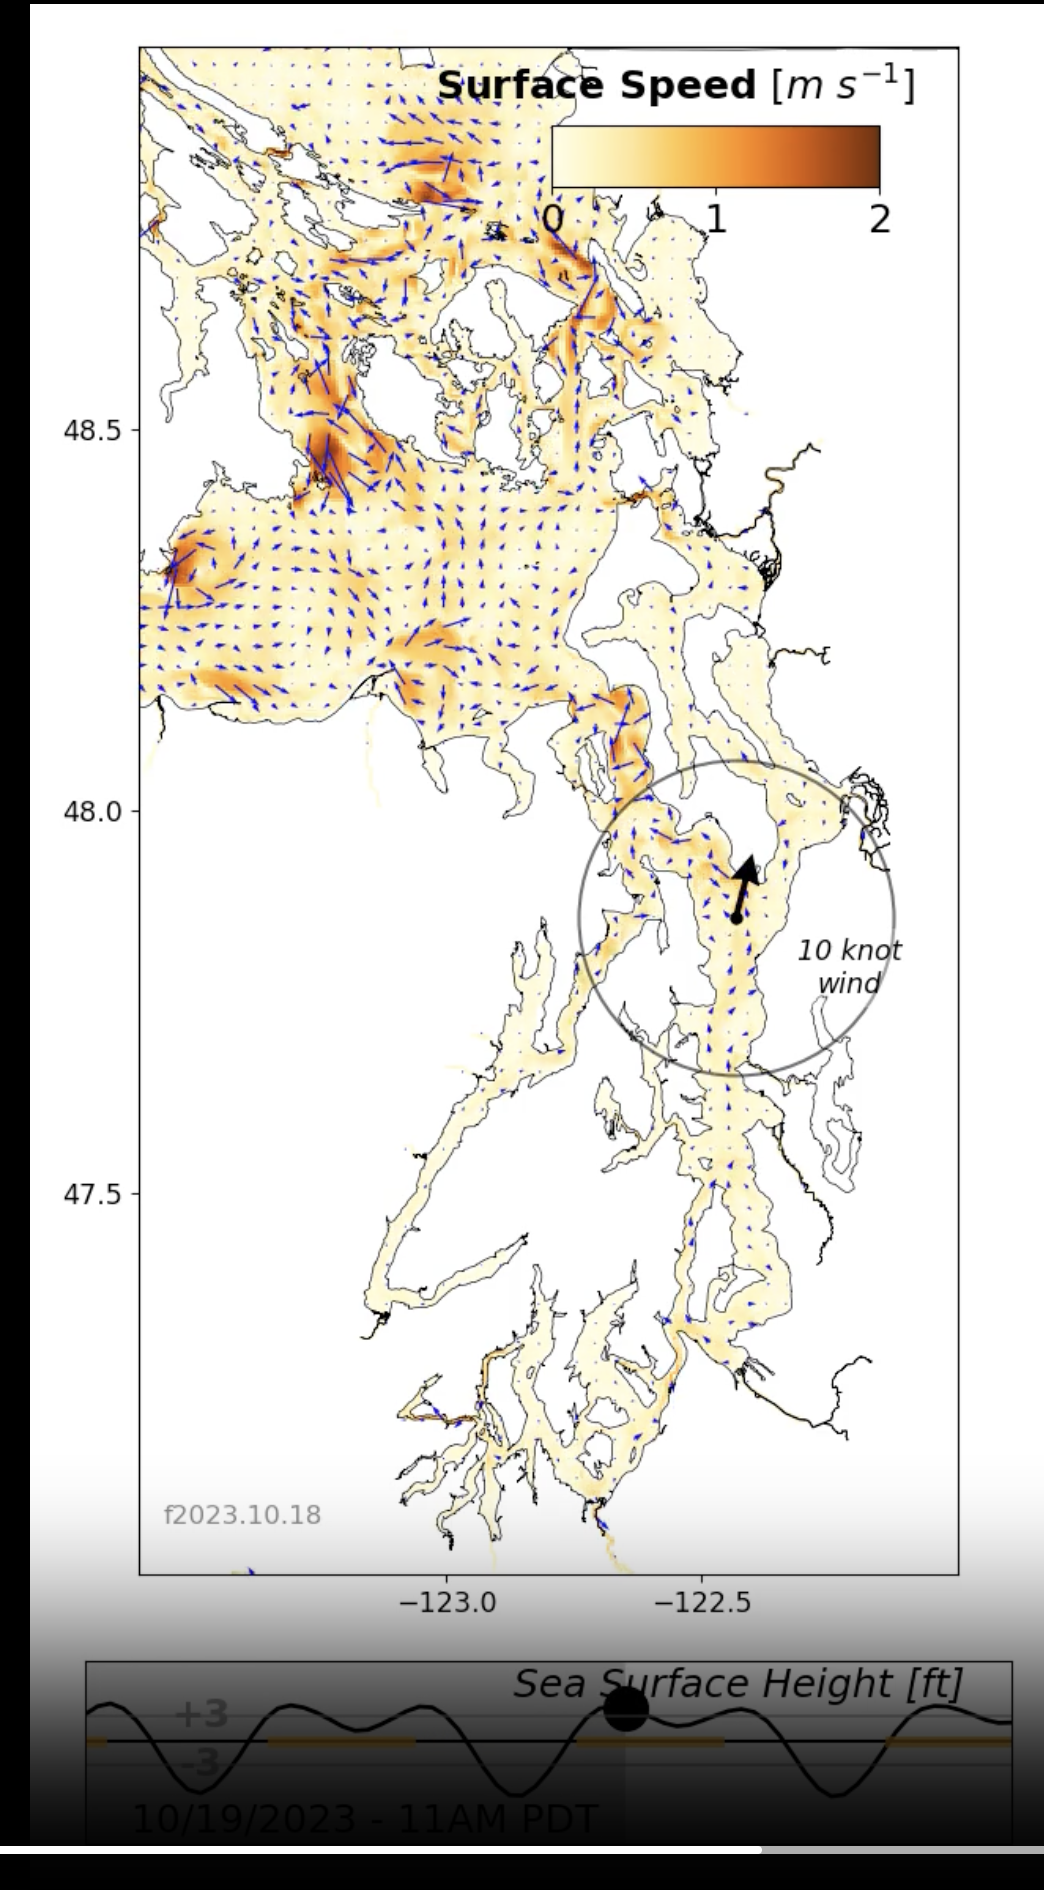 Surface Speed [m s⁻¹]
0 1 2
48.5
48.0
10 knot
wind
47.5
f2023.10.18
−123.0 −122.5
Sea Surface Height [ft]
+3
-3
10/19/2023 - 11AM PDT